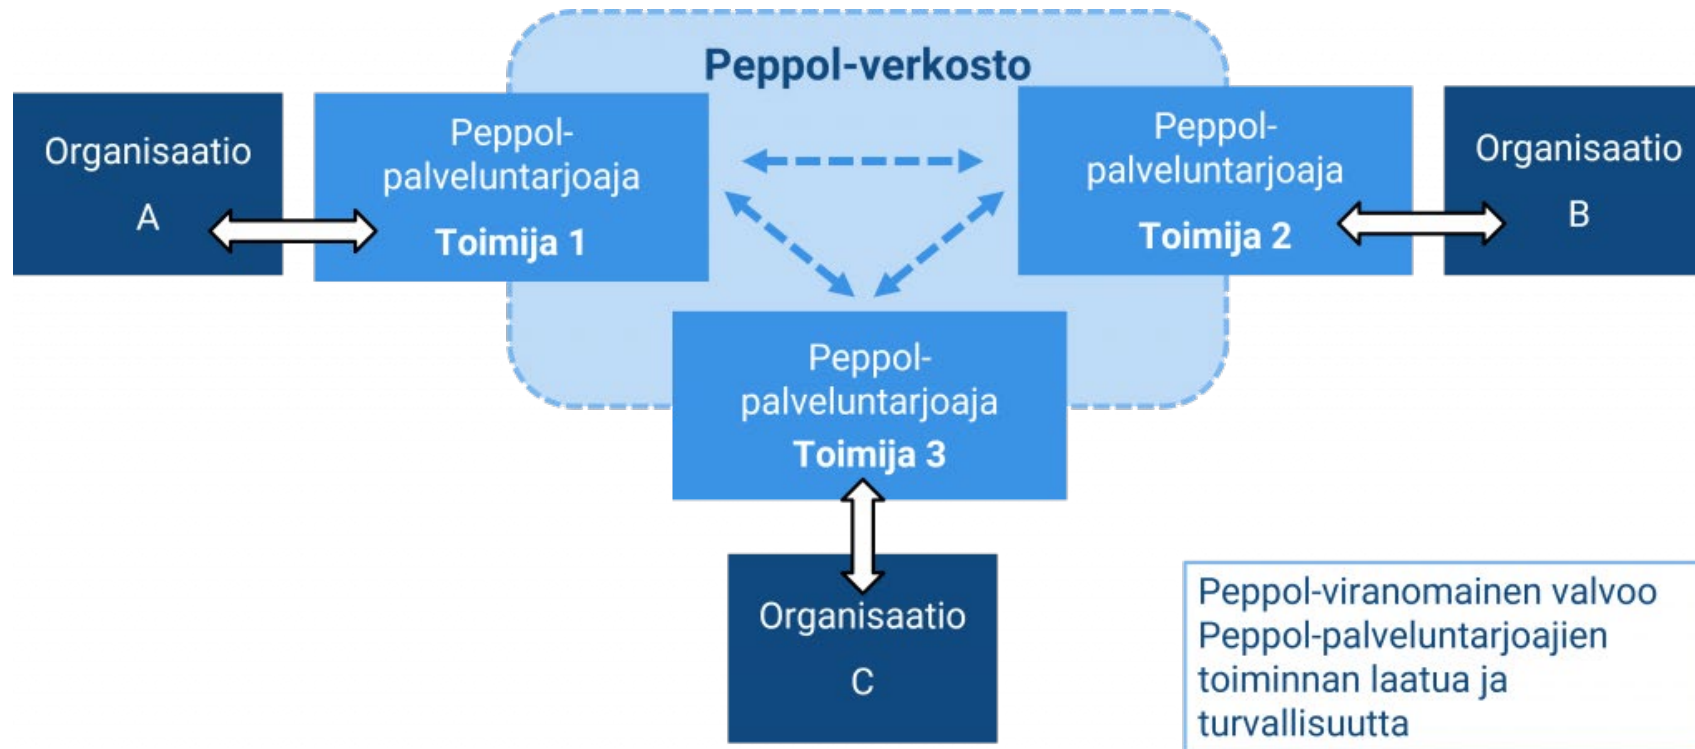 Peppol-verkosto
Organisaatio
A
Peppol-
palveluntarjoaja
Toimija 1
Peppol-
palveluntarjoaja
Toimija 2
Organisaatio
B
Peppol-
palveluntarjoaja
Toimija 3
Organisaatio
C
Peppol-viranomainen valvoo
Peppol-palveluntarjoajien
toiminnan laatua ja
turvallisuutta